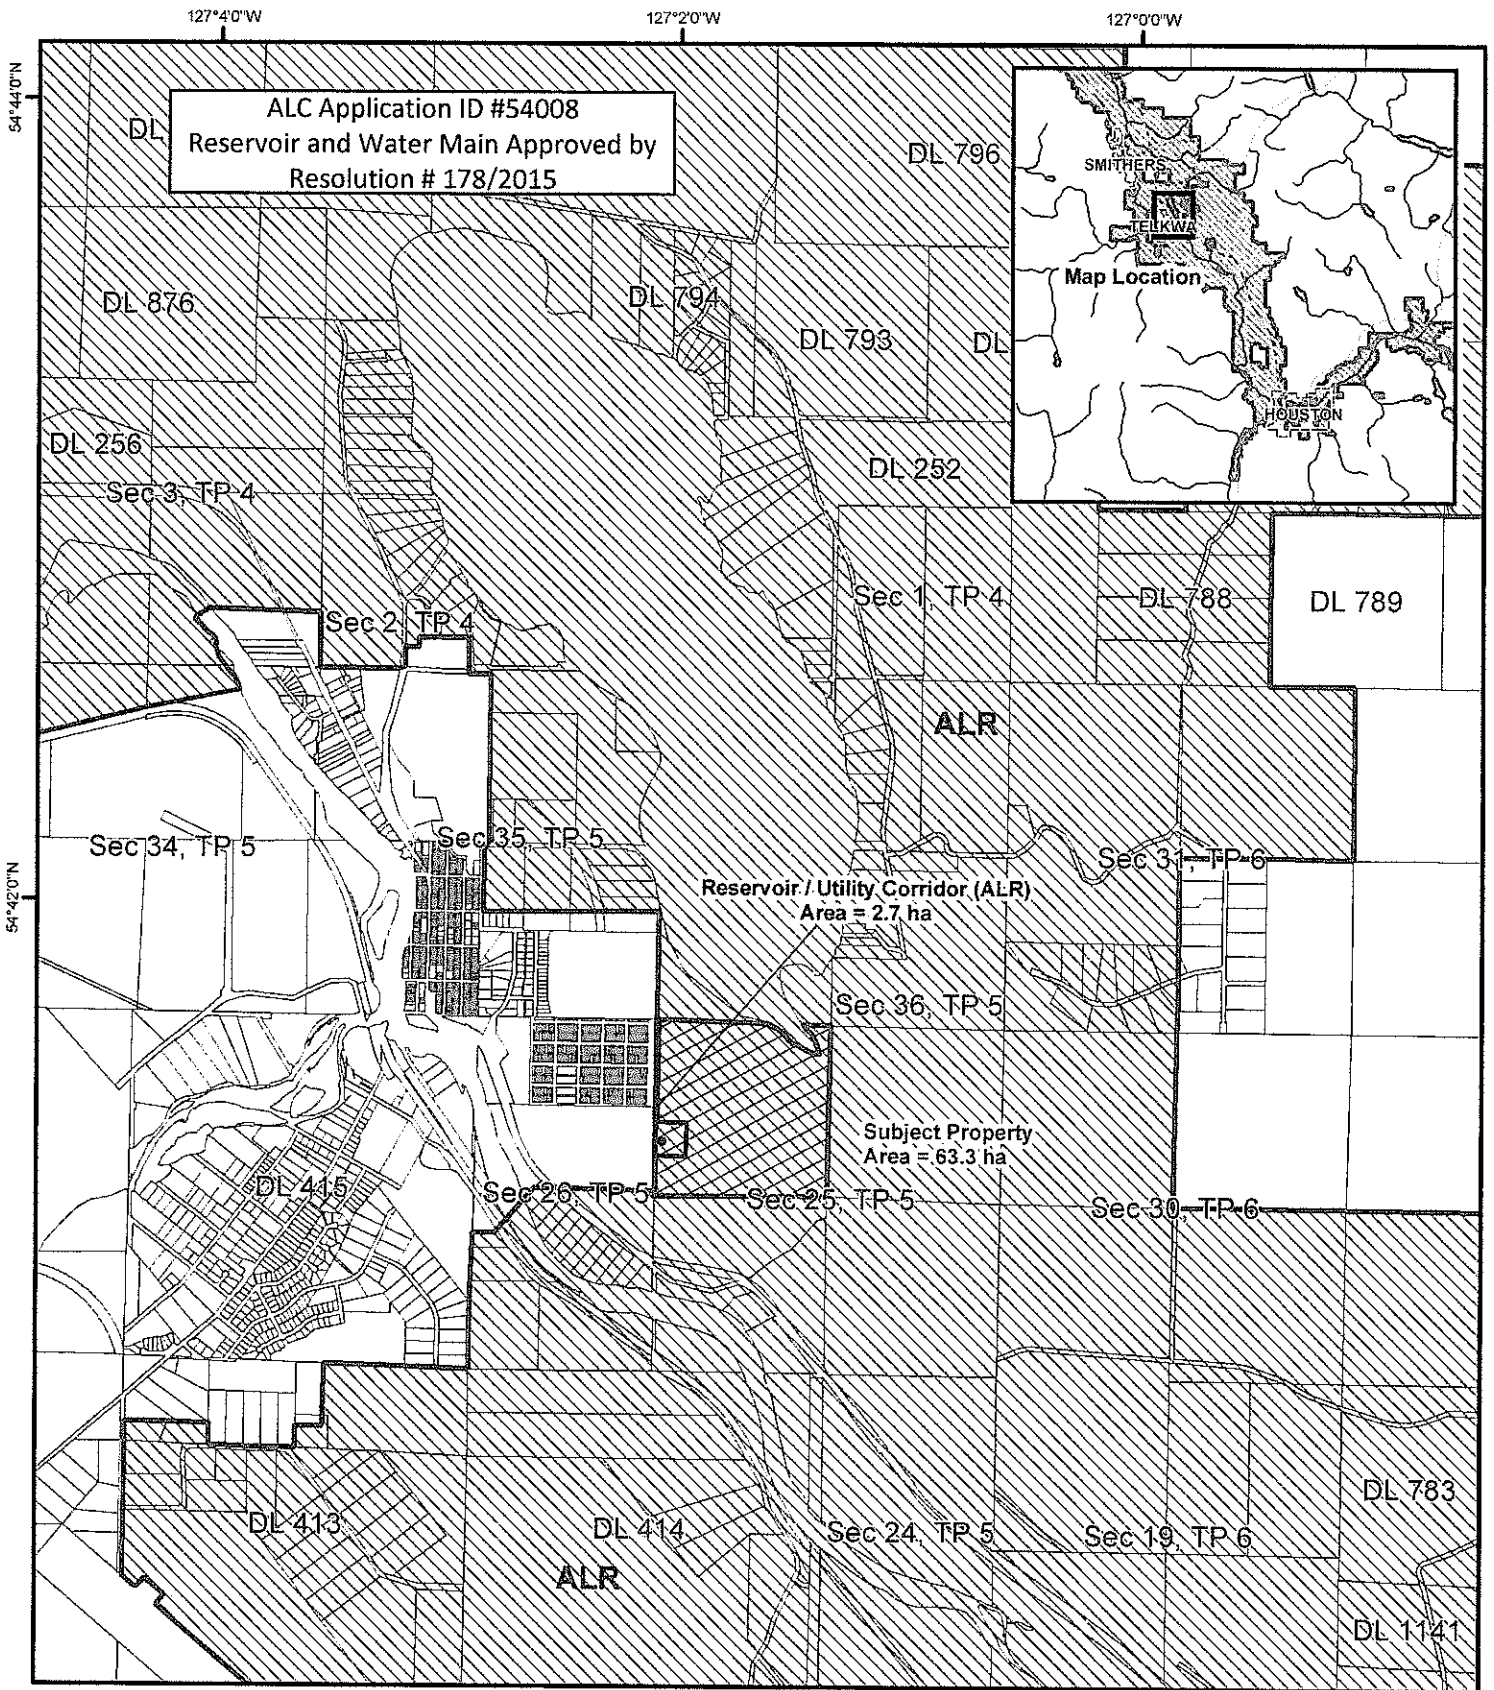 127°4'0"W
127°2'0"W
127°0'0"W
54°44'0"N
ALC Application ID #54008
Reservoir and Water Main Approved by
Resolution # 178/2015
DL
DL 796
SMITHERS
TELKWA
Map Location
HOUSTON
DL 876
DL 794
DL 793
DL
DL 256
DL 252
Sec 3, TP 4
Sec 2, TP 4
Sec 1, TP 4
DL 788
DL 789
ALR
Sec 34, TP 5
Sec 35, TP 5
Sec 31, TP 6
54°42'0"N
Reservoir / Utility Corridor (ALR)
Area = 2.7 ha
Sec 36, TP 5
Subject Property
Area = 63.3 ha
DL 415
Sec 26, TP 5
Sec 25, TP 5
Sec 30, TP 6
DL 783
DL 413
DL 414
Sec 24, TP 5
Sec 19, TP 6
ALR
DL 1141